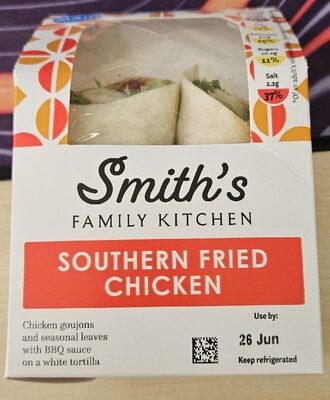 Sugars
11%
Salt
2.2g
37%
Smith's
FAMILY KITCHEN
SOUTHERN FRIED
CHICKEN
Chicken goujons
and seasonal leaves
with BBQ sauce
on a white tortilla
Use by:
26 Jun
Keep refrigerated